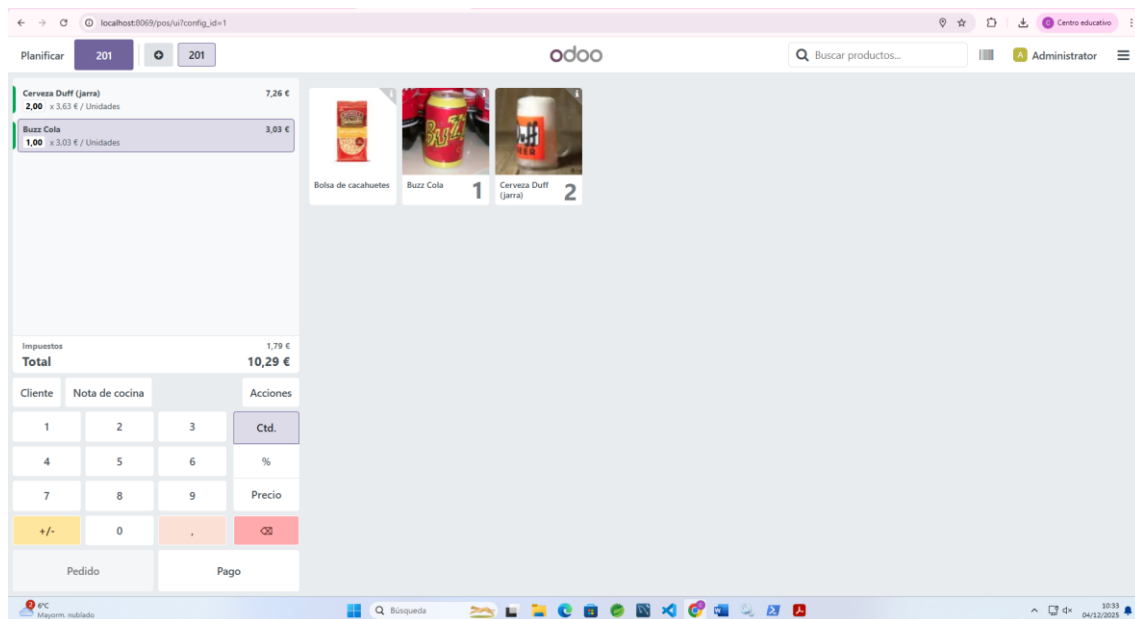 localhost:8069/pos/ui?config_id=1
Centro educativo
Planificar
201
201
odoo
Buscar productos...
A Administrator
Cerveza Duff (jarra) 7,26 €
2,00 x 3.63 € / Unidades
Buzz Cola 3,03 €
1,00 x 3.03 € / Unidades
Bolsa de cacahuetes
Buzz Cola 1
Cerveza Duff
(jarra) 2
Impuestos 1,79 €
Total 10,29 €
Cliente Nota de cocina Acciones
1 2 3 Ctd.
4 5 6 %
7 8 9 Precio
+/- 0 ,
Pedido Pago
2 6°C
Mayorm. nublado
Búsqueda
10:33
04/12/2025